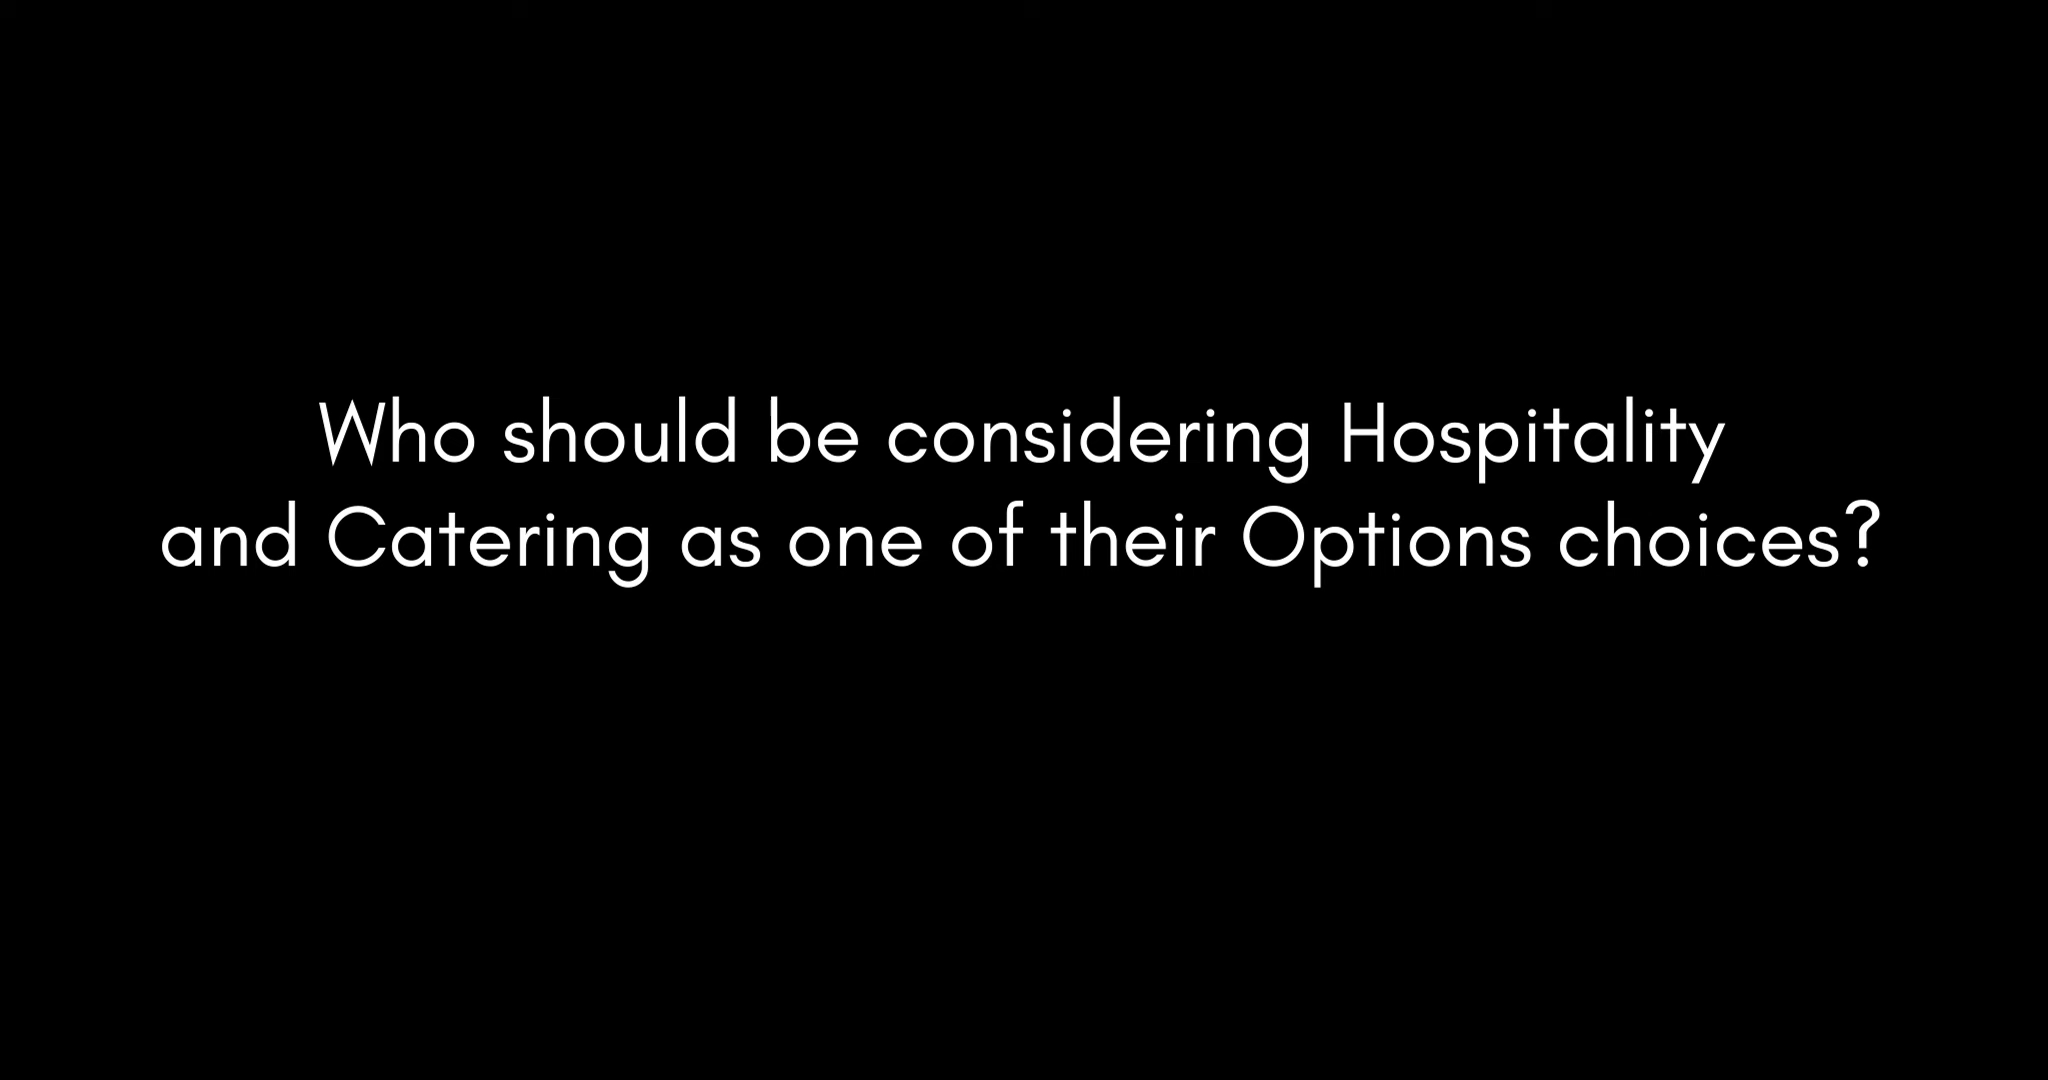 Who should be considering Hospitality
and Catering as one of their Options choices?